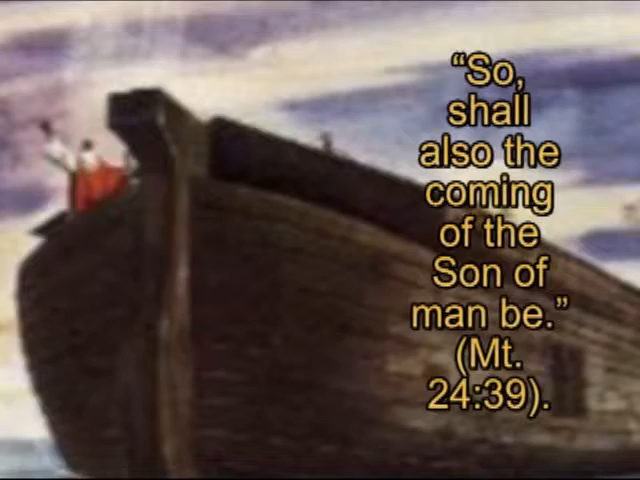 “So,
shall
also the
coming
of the
Son of
man be.”
(Mt.
24:39).